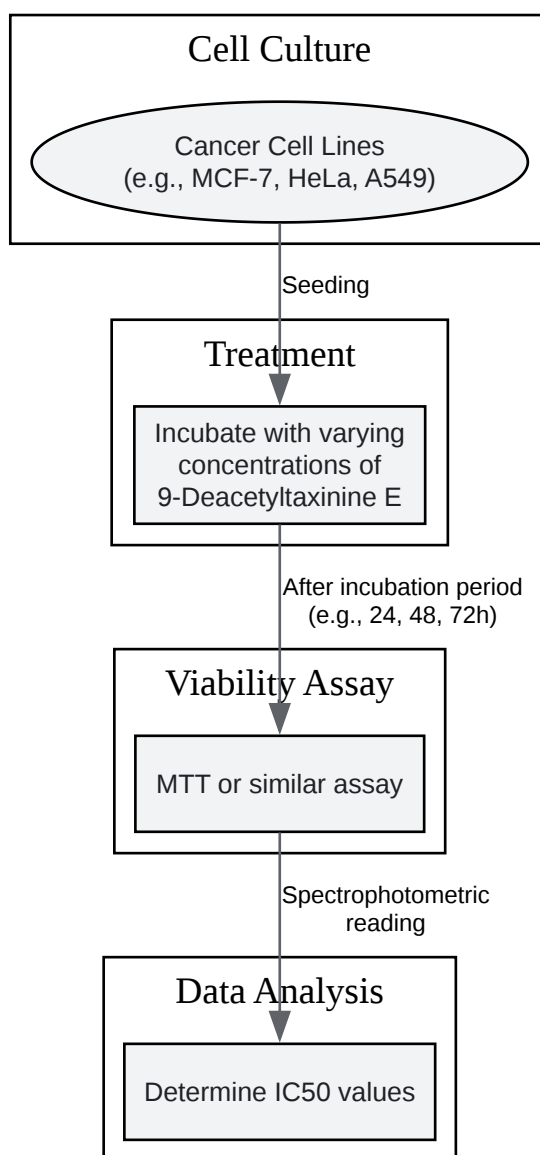 Cell Culture
Cancer Cell Lines
(e.g., MCF-7, HeLa, A549)
Seeding
Treatment
Incubate with varying
concentrations of
9-Deacetyltaxinine E
After incubation period
(e.g., 24, 48, 72h)
Viability Assay
MTT or similar assay
Spectrophotometric
reading
Data Analysis
Determine IC50 values